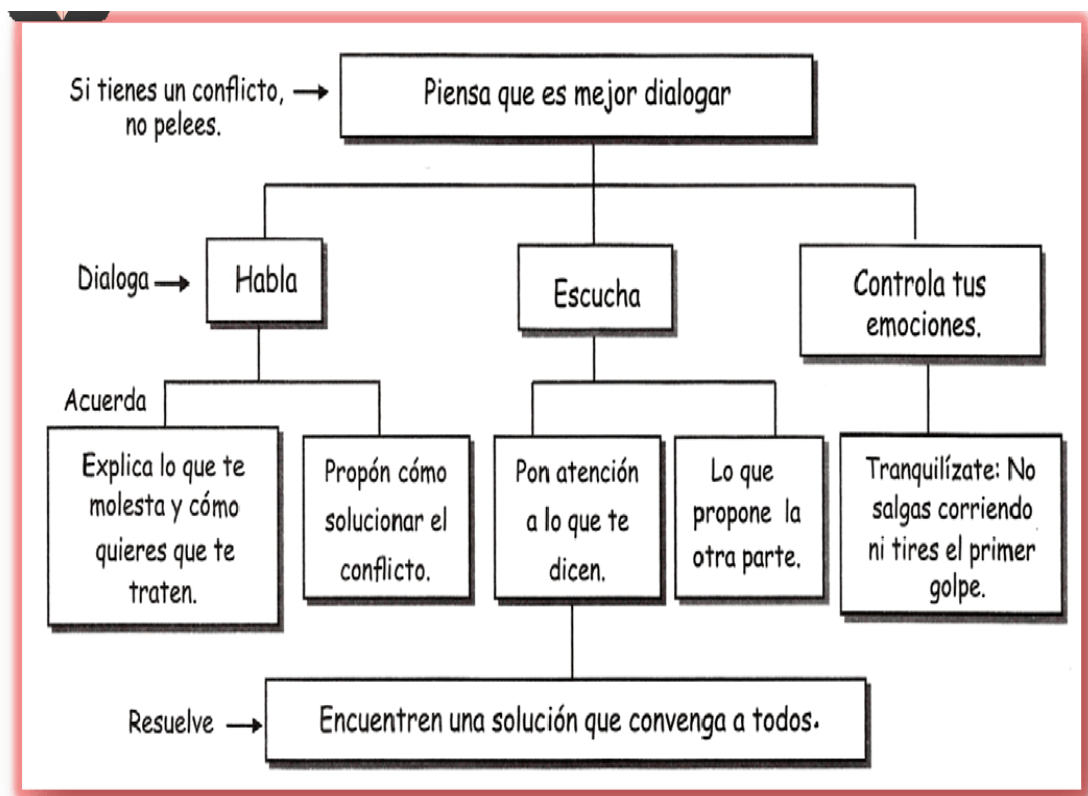 Si tienes un conflicto,
no pelees.
Piensa que es mejor dialogar
Dialoga
Habla
Escucha
Controla tus
emociones.
Acuerda
Explica lo que te
molesta y cómo
quieres que te
traten.
Propón cómo
solucionar el
conflicto.
Pon atención
a lo que te
dicen.
Lo que
propone la
otra parte.
Tranquilízate: No
salgas corriendo
ni tires el primer
golpe.
Resuelve
Encuentren una solución que convenga a todos.